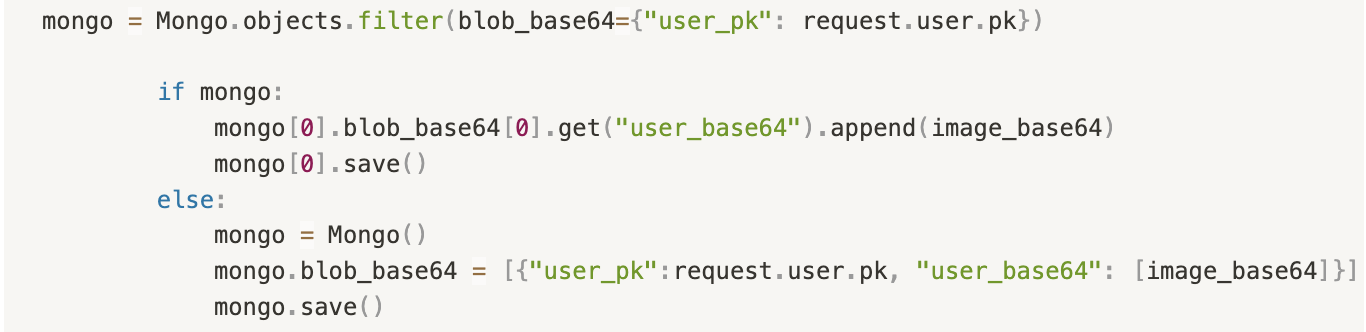 mongo = Mongo.objects.filter(blob_base64={"user_pk": request.user.pk})
if mongo:
mongo[0].blob_base64[0].get("user_base64").append(image_base64)
mongo[0].save()
else:
mongo = Mongo()
mongo.blob_base64 = [{"user_pk":request.user.pk, "user_base64": [image_base64]}]
mongo.save()